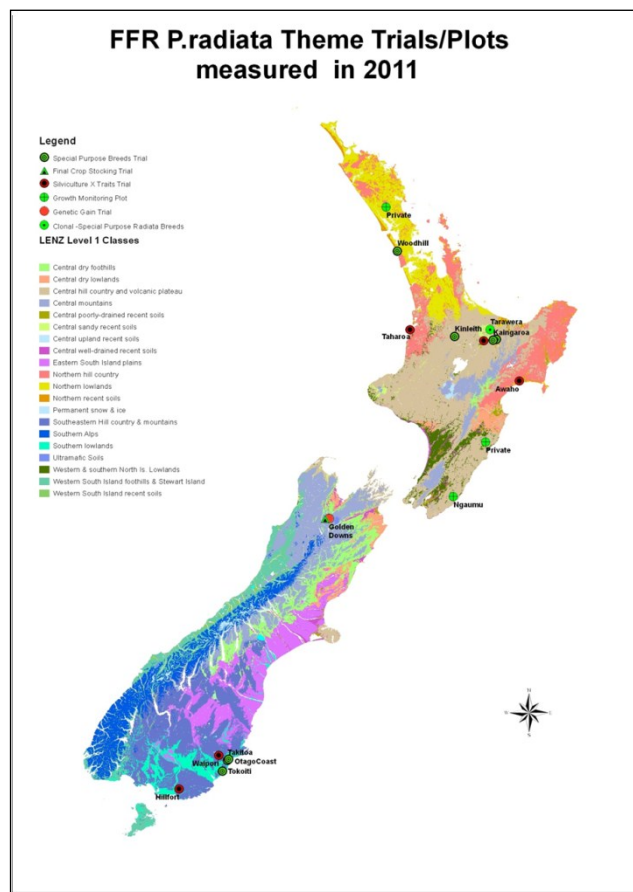 FFR P.radiata Theme Trials/Plots
measured in 2011
Legend
Special Purpose Breeds Trial
Final Crop Stocking Trial
Silviculture X Traits Trial
Growth Monitoring Plot
Genetic Gain Trial
Clonal -Special Purpose Radiata Breeds
LENZ Level 1 Classes
Central dry foothills
Central dry lowlands
Central hill country and volcanic plateau
Central mountains
Central poorly-drained recent soils
Central sandy recent soils
Central upland recent soils
Central well-drained recent soils
Eastern South Island plains
Northern hill country
Northern lowlands
Northern recent soils
Permanent snow & ice
Southeastern Hill country & mountains
Southern Alps
Southern lowlands
Ultramafic Soils
Western & southern North Is. Lowlands
Western South Island foothills & Stewart Island
Western South Island recent soils
Private
Woodhill
Tarawera
Kinleith
Kaingaroa
Taharoa
Awaho
Private
Ngaumu
Golden
Downs
N
W
E
S
Takitoa
Waipori
OtagoCoast
Tokoiti
Hillfort